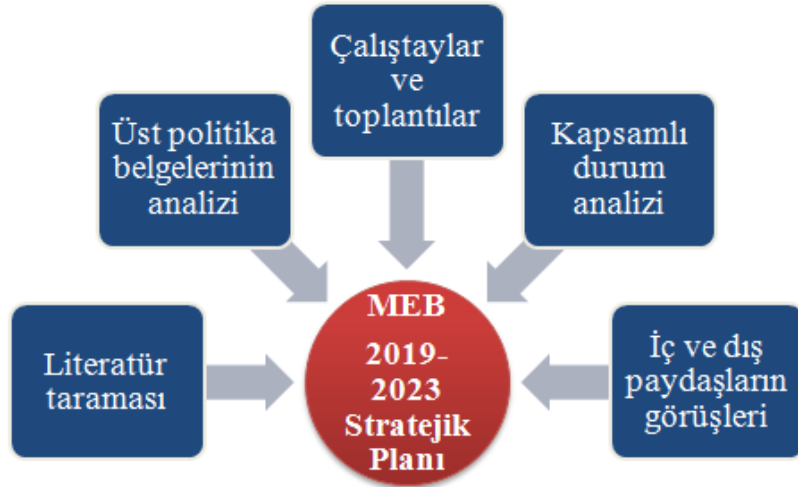 Çalıştaylar
ve
toplantılar
Üst politika
belgelerinin
analizi
Kapsamlı
durum
analizi
Literatür
taraması
MEB
2019-
2023
Stratejik
Planı
İç ve dış
paydaşların
görüşleri